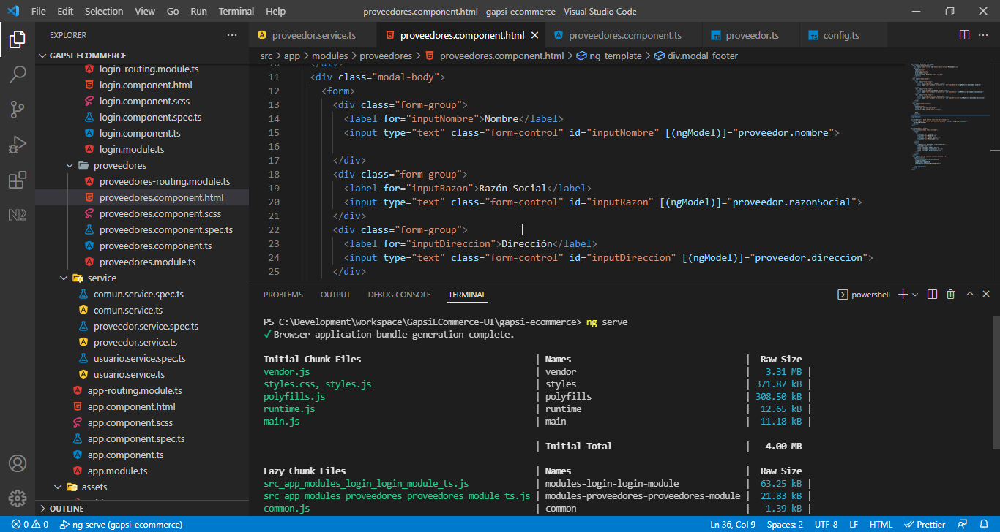 File Edit Selection View Go Run Terminal Help proveedores.component.html - gapsi-ecommerce - Visual Studio Code
EXPLORER
GAPSI-ECOMMERCE
login-routing.module.ts
login.component.html
login.component.scss
login.component.spec.ts
login.component.ts
login.module.ts
proveedores
proveedores-routing.module.ts
proveedores.component.html
proveedores.component.scss
proveedores.component.spec.ts
proveedores.component.ts
proveedores.module.ts
service
comun.service.spec.ts
comun.service.ts
proveedor.service.spec.ts
proveedor.service.ts
usuario.service.spec.ts
usuario.service.ts
app-routing.module.ts
app.component.html
app.component.scss
app.component.spec.ts
app.component.ts
app.module.ts
assets
OUTLINE
proveedor.service.ts proveedores.component.html proveedores.component.ts proveedor.ts config.ts
src > app > modules > proveedores > proveedores.component.html > ng-template > div.modal-footer
10 </div>
11 <div class="modal-body">
12 <form>
13 <div class="form-group">
14 <label for="inputNombre">Nombre</label>
15 <input type="text" class="form-control" id="inputNombre" [(ngModel)]="proveedor.nombre">
16
17 </div>
18 <div class="form-group">
19 <label for="inputRazon">Razón Social</label>
20 <input type="text" class="form-control" id="inputRazon" [(ngModel)]="proveedor.razonSocial">
21 </div>
22 <div class="form-group">
23 <label for="inputDireccion">Dirección</label>
24 <input type="text" class="form-control" id="inputDireccion" [(ngModel)]="proveedor.direccion">
25 </div>
PROBLEMS OUTPUT DEBUG CONSOLE TERMINAL powershell
PS C:\Development\workspace\GapsiECommerce-UI\gapsi-ecommerce> ng serve
✓ Browser application bundle generation complete.
Initial Chunk Files | Names | Raw Size
vendor.js | vendor | 3.31 MB |
styles.css, styles.js | styles | 371.87 kB |
polyfills.js | polyfills | 308.50 kB |
runtime.js | runtime | 12.65 kB |
main.js | main | 11.18 kB |
| Initial Total | 4.00 MB
Lazy Chunk Files | Names | Raw Size
src_app_modules_login_login_module_ts.js | modules-login-login-module | 63.25 kB |
src_app_modules_proveedores_proveedores_module_ts.js | modules-proveedores-proveedores-module | 21.83 kB |
common.js | common | 1.39 kB |
0 0 ng serve (gapsi-ecommerce) Ln 36, Col 9 Spaces: 2 UTF-8 LF HTML Prettier